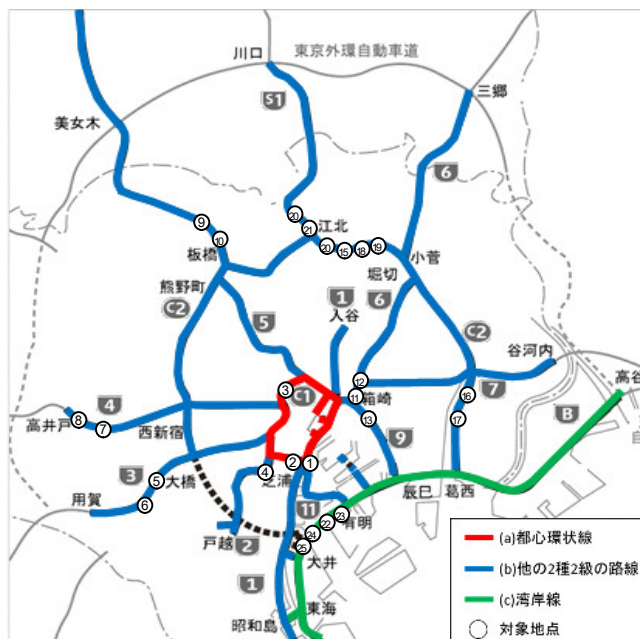 川口
東京外環自動車道
三郷
S1
美女木
6
⑨
⑳
㉑
江北
⑩
⑳
⑮
⑱
⑲
板橋
小菅
堀切
熊野町
C2
1
6
入谷
5
C2
谷河内
高谷
③
C1
⑫
⑪
箱崎
7
⑯
4
⑧
⑦
高井戸
西新宿
⑬
⑰
B
9
3
⑤
大橋
④
②
①
芝浦
辰巳
葛西
⑥
用賀
11
㉓
㉒
有明
㉔
㉕
戸越
2
大井
1
東海
昭和島
(a)都心環状線
(b)他の2種2級の路線
(c)湾岸線
対象地点